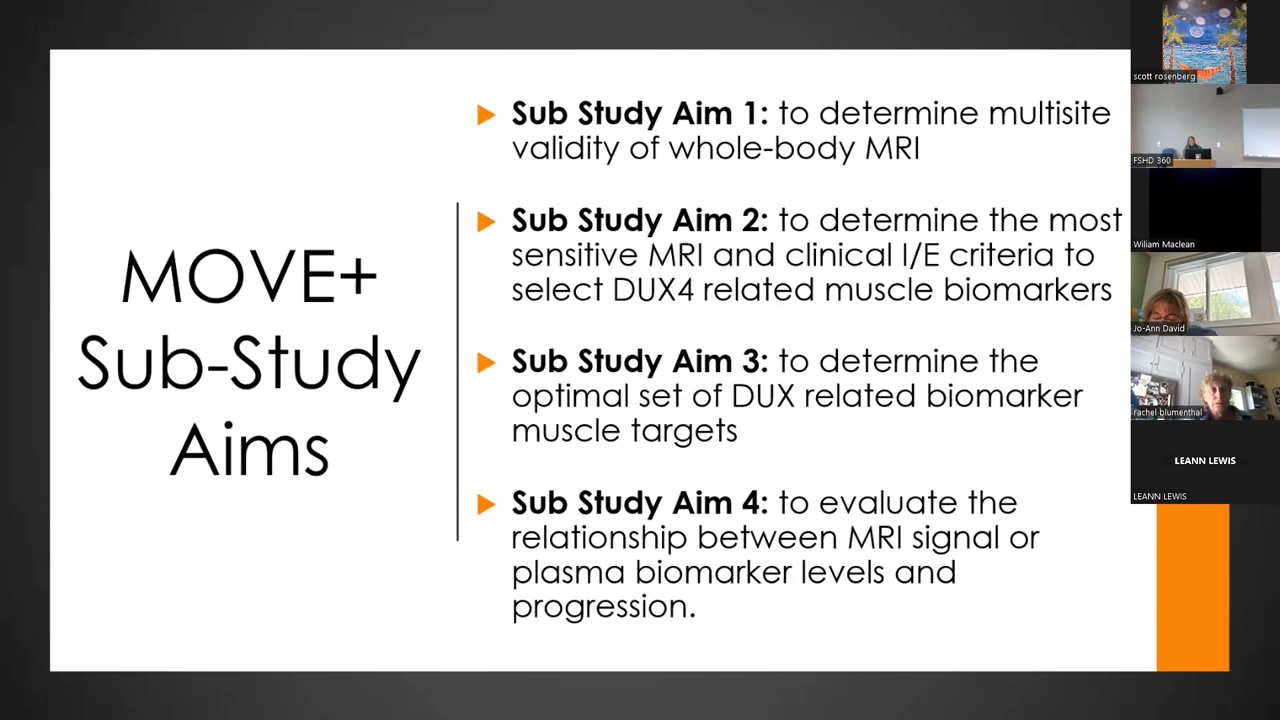 MOVE+
Sub-Study
Aims
Sub Study Aim 1: to determine multisite
validity of whole-body MRI
Sub Study Aim 2: to determine the most
sensitive MRI and clinical I/E criteria to
select DUX4 related muscle biomarkers
Sub Study Aim 3: to determine the
optimal set of DUX related biomarker
muscle targets
Sub Study Aim 4: to evaluate the
relationship between MRI signal or
plasma biomarker levels and
progression.
scott rosenberg
FSHD 360
Wiliam Maclean
Jo-Ann David
rachel blumenthal
LEANN LEWIS
LEANN LEWIS